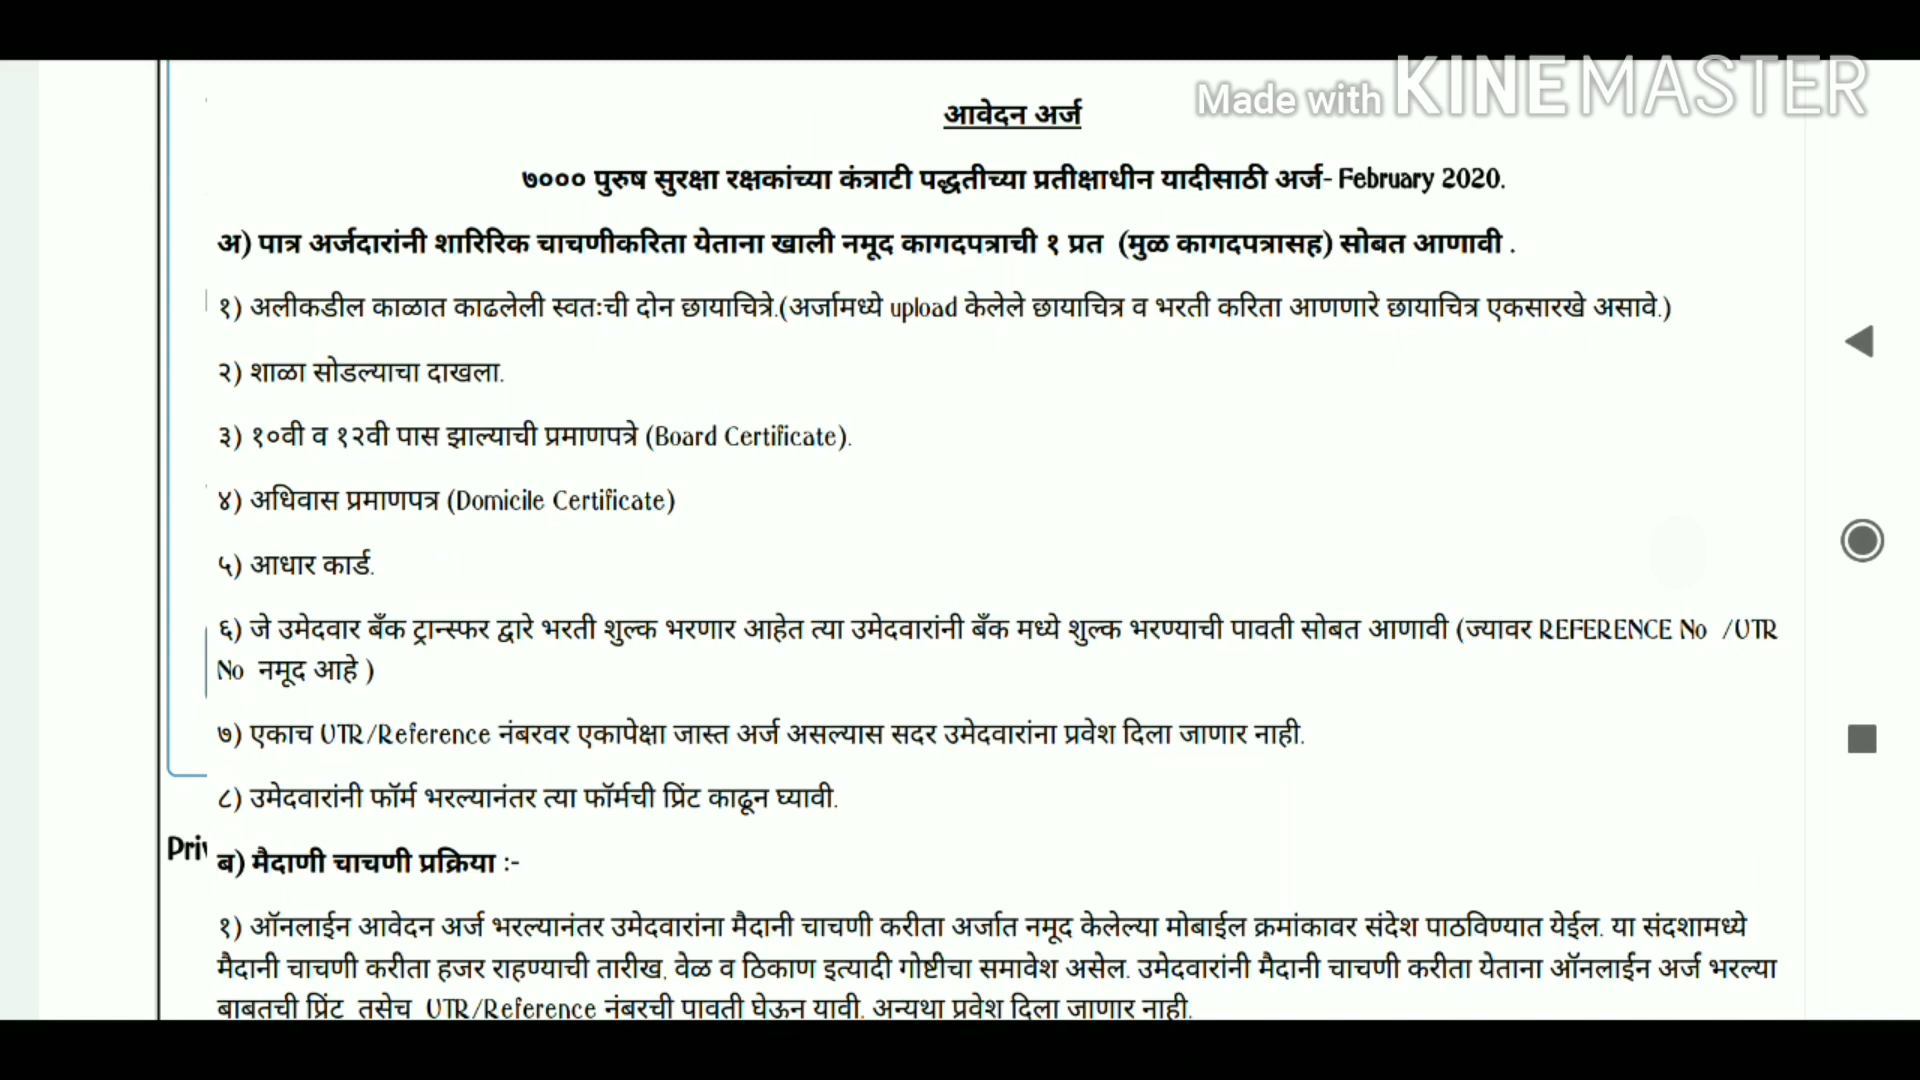 Made with KINEMASTER
आवेदन अर्ज
७००० पुरुष सुरक्षा रक्षकांच्या कंत्राटी पद्धतीच्या प्रतीक्षाधीन यादीसाठी अर्ज- February 2020.
अ) पात्र अर्जदारांनी शारिरिक चाचणीकरिता येताना खाली नमूद कागदपत्राची १ प्रत (मुळ कागदपत्रासह) सोबत आणावी .
१) अलीकडील काळात काढलेली स्वतःची दोन छायाचित्रे.(अर्जामध्ये upload केलेले छायाचित्र व भरती करिता आणणारे छायाचित्र एकसारखे असावे.)
२) शाळा सोडल्याचा दाखला.
३) १०वी व १२वी पास झाल्याची प्रमाणपत्रे (Board Certificate).
४) अधिवास प्रमाणपत्र (Domicile Certificate)
५) आधार कार्ड.
६) जे उमेदवार बँक ट्रान्स्फर द्वारे भरती शुल्क भरणार आहेत त्या उमेदवारांनी बँक मध्ये शुल्क भरण्याची पावती सोबत आणावी (ज्यावर REFERENCE No /UTR
No नमूद आहे )
७) एकाच UTR/Reference नंबरवर एकापेक्षा जास्त अर्ज असल्यास सदर उमेदवारांना प्रवेश दिला जाणार नाही.
८) उमेदवारांनी फॉर्म भरल्यानंतर त्या फॉर्मची प्रिंट काढून घ्यावी.
Priv
ब) मैदाणी चाचणी प्रक्रिया :-
१) ऑनलाईन आवेदन अर्ज भरल्यानंतर उमेदवारांना मैदानी चाचणी करीता अर्जात नमूद केलेल्या मोबाईल क्रमांकावर संदेश पाठविण्यात येईल. या संदशामध्ये
मैदानी चाचणी करीता हजर राहण्याची तारीख, वेळ व ठिकाण इत्यादी गोष्टीचा समावेश असेल. उमेदवारांनी मैदानी चाचणी करीता येताना ऑनलाईन अर्ज भरल्या
बाबतची प्रिंट तसेच UTR/Reference नंबरची पावती घेऊन यावी. अन्यथा प्रवेश दिला जाणार नाही.